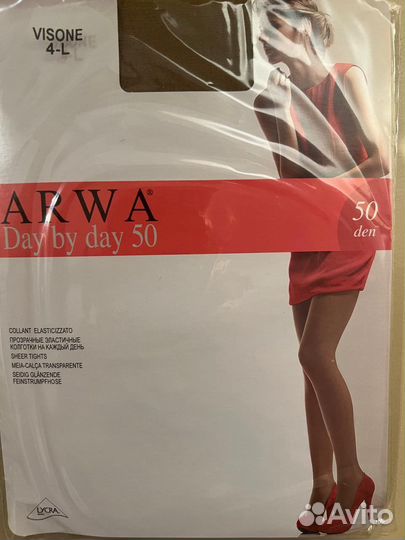 VISONE
4-L
ARWA®
Day by day 50
50
den
COLLANT ELASTICIZZATO
ПРОЗРАЧНЫЕ ЭЛАСТИЧНЫЕ
КОЛГОТКИ НА КАЖДЫЙ ДЕНЬ
SHEER TIGHTS
MEIA-CALÇA TRANSPARENTE
SEIDIG GLÄNZENDE
FEINSTRUMPFHOSE
LYCRA
Avito